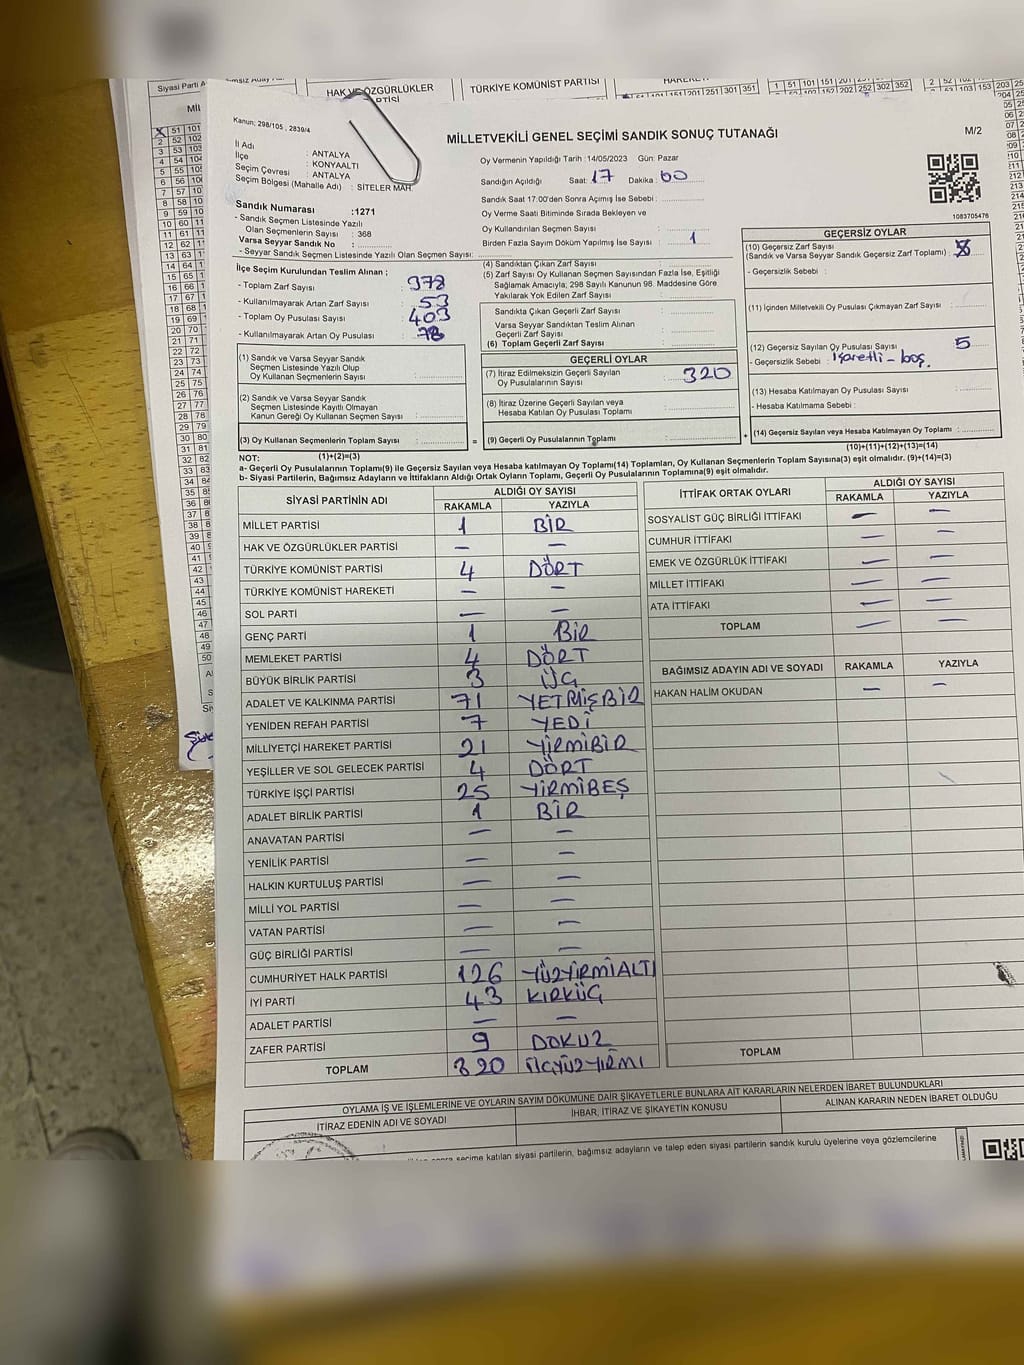 Siyasi Parti A
HAK VE ÖZGÜRLÜKLER
TÜRKİYE KOMÜNİST PARTİSİ
Kanun; 298/105 , 2839/4
MİLLETVEKİLİ GENEL SEÇİMİ SANDIK SONUÇ TUTANAĞI
M/2
İl Adı : ANTALYA
İlçe : KONYAALTI
Seçim Çevresi : ANTALYA
Seçim Bölgesi (Mahalle Adı) : SİTELER MAH.
Oy Vermenin Yapıldığı Tarih :14/05/2023 Gün: Pazar
Sandığın Açıldığı Saat: 17 Dakika : 00
Sandık Saat 17:00'den Sonra Açılmış İse Sebebi :
Oy Verme Saati Bitiminde Sırada Bekleyen ve
Oy Kullandırılan Seçmen Sayısı :
Birden Fazla Sayım Döküm Yapılmış İse Sayısı : 1
1083705476
Sandık Numarası :1271
- Sandık Seçmen Listesinde Yazılı
Olan Seçmenlerin Sayısı : 368
Varsa Seyyar Sandık No :
- Seyyar Sandık Seçmen Listesinde Yazılı Olan Seçmen Sayısı:
İlçe Seçim Kurulundan Teslim Alınan ;
- Toplam Zarf Sayısı : 378
- Kullanılmayarak Artan Zarf Sayısı : 53
- Toplam Oy Pusulası Sayısı : 403
- Kullanılmayarak Artan Oy Pusulası : 78
(1) Sandık ve Varsa Seyyar Sandık
Seçmen Listesinde Yazılı Olup
Oy Kullanan Seçmenlerin Sayısı :
(2) Sandık ve Varsa Seyyar Sandık
Seçmen Listesinde Kayıtlı Olmayan
Kanun Gereği Oy Kullanan Seçmen Sayısı :
(3) Oy Kullanan Seçmenlerin Toplam Sayısı :
=
(4) Sandıktan Çıkan Zarf Sayısı :
(5) Zarf Sayısı Oy Kullanan Seçmen Sayısından Fazla İse, Eşitliği
Sağlamak Amacıyla, 298 Sayılı Kanunun 98. Maddesine Göre
Yakılarak Yok Edilen Zarf Sayısı :
Sandıkta Çıkan Geçerli Zarf Sayısı :
Varsa Seyyar Sandıktan Teslim Alınan
Geçerli Zarf Sayısı :
(6) Toplam Geçerli Zarf Sayısı :
GEÇERLİ OYLAR
(7) İtiraz Edilmeksizin Geçerli Sayılan
Oy Pusulalarının Sayısı : 320
(8) İtiraz Üzerine Geçerli Sayılan veya
Hesaba Katılan Oy Pusulası Toplamı :
(9) Geçerli Oy Pusulalarının Toplamı :
+
GEÇERSİZ OYLAR
(10) Geçersiz Zarf Sayısı
(Sandık ve Varsa Seyyar Sandık Geçersiz Zarf Toplamı) :
- Geçersizlik Sebebi :
(11) İçinden Milletvekili Oy Pusulası Çıkmayan Zarf Sayısı :
(12) Geçersiz Sayılan Oy Pusulası Sayısı : 5
- Geçersizlik Sebebi : işaretli - boş.
(13) Hesaba Katılmayan Oy Pusulası Sayısı :
- Hesaba Katılmama Sebebi :
(14) Geçersiz Sayılan veya Hesaba Katılmayan Oy Toplamı :
(10)+(11)+(12)+(13)=(14)
NOT: (1)+(2)=(3)
a- Geçerli Oy Pusulalarının Toplamı(9) ile Geçersiz Sayılan veya Hesaba katılmayan Oy Toplamı(14) Toplamları, Oy Kullanan Seçmenlerin Toplam Sayısına(3) eşit olmalıdır. (9)+(14)=(3)
b- Siyasi Partilerin, Bağımsız Adayların ve İttifakların Aldığı Ortak Oyların Toplamı, Geçerli Oy Pusulalarının Toplamına(9) eşit olmalıdır.
SİYASİ PARTİNİN ADI ALDIĞI OY SAYISI
RAKAMLA YAZIYLA
MİLLET PARTİSİ 1 BİR
HAK VE ÖZGÜRLÜKLER PARTİSİ — —
TÜRKİYE KOMÜNİST PARTİSİ 4 DÖRT
TÜRKİYE KOMÜNİST HAREKETİ — —
SOL PARTİ — —
GENÇ PARTİ 1 BİR
MEMLEKET PARTİSİ 4 DÖRT
BÜYÜK BİRLİK PARTİSİ 3 ÜÇ
ADALET VE KALKINMA PARTİSİ 71 YETMİŞBİR
YENİDEN REFAH PARTİSİ 7 YEDİ
MİLLİYETÇİ HAREKET PARTİSİ 21 YİRMİBİR
YEŞİLLER VE SOL GELECEK PARTİSİ 4 DÖRT
TÜRKİYE İŞÇİ PARTİSİ 25 YİRMİBEŞ
ADALET BİRLİK PARTİSİ 1 BİR
ANAVATAN PARTİSİ — —
YENİLİK PARTİSİ — —
HALKIN KURTULUŞ PARTİSİ — —
MİLLİ YOL PARTİSİ — —
VATAN PARTİSİ — —
GÜÇ BİRLİĞİ PARTİSİ — —
CUMHURİYET HALK PARTİSİ 126 YÜZYİRMİALTI
İYİ PARTİ 43 KIRKÜÇ
ADALET PARTİSİ — —
ZAFER PARTİSİ 9 DOKUZ
TOPLAM 320 ÜÇYÜZYİRMİ
İTTİFAK ORTAK OYLARI ALDIĞI OY SAYISI
RAKAMLA YAZIYLA
SOSYALİST GÜÇ BİRLİĞİ İTTİFAKI — —
CUMHUR İTTİFAKI — —
EMEK VE ÖZGÜRLÜK İTTİFAKI — —
MİLLET İTTİFAKI — —
ATA İTTİFAKI — —
TOPLAM — —
BAĞIMSIZ ADAYIN ADI VE SOYADI RAKAMLA YAZIYLA
HAKAN HALİM OKUDAN — —
TOPLAM
OYLAMA İŞ VE İŞLEMLERİNE VE OYLARIN SAYIM DÖKÜMÜNE DAİR ŞİKAYETLERLE BUNLARA AİT KARARLARIN NELERDEN İBARET BULUNDUKLARI
İTİRAZ EDENİN ADI VE SOYADI İHBAR, İTİRAZ VE ŞİKAYETİN KONUSU ALINAN KARARIN NEDEN İBARET OLDUĞU
seçime katılan siyasi partilerin, bağımsız adayların ve talep eden siyasi partilerin sandık kurulu üyelerine veya gözlemcilerine